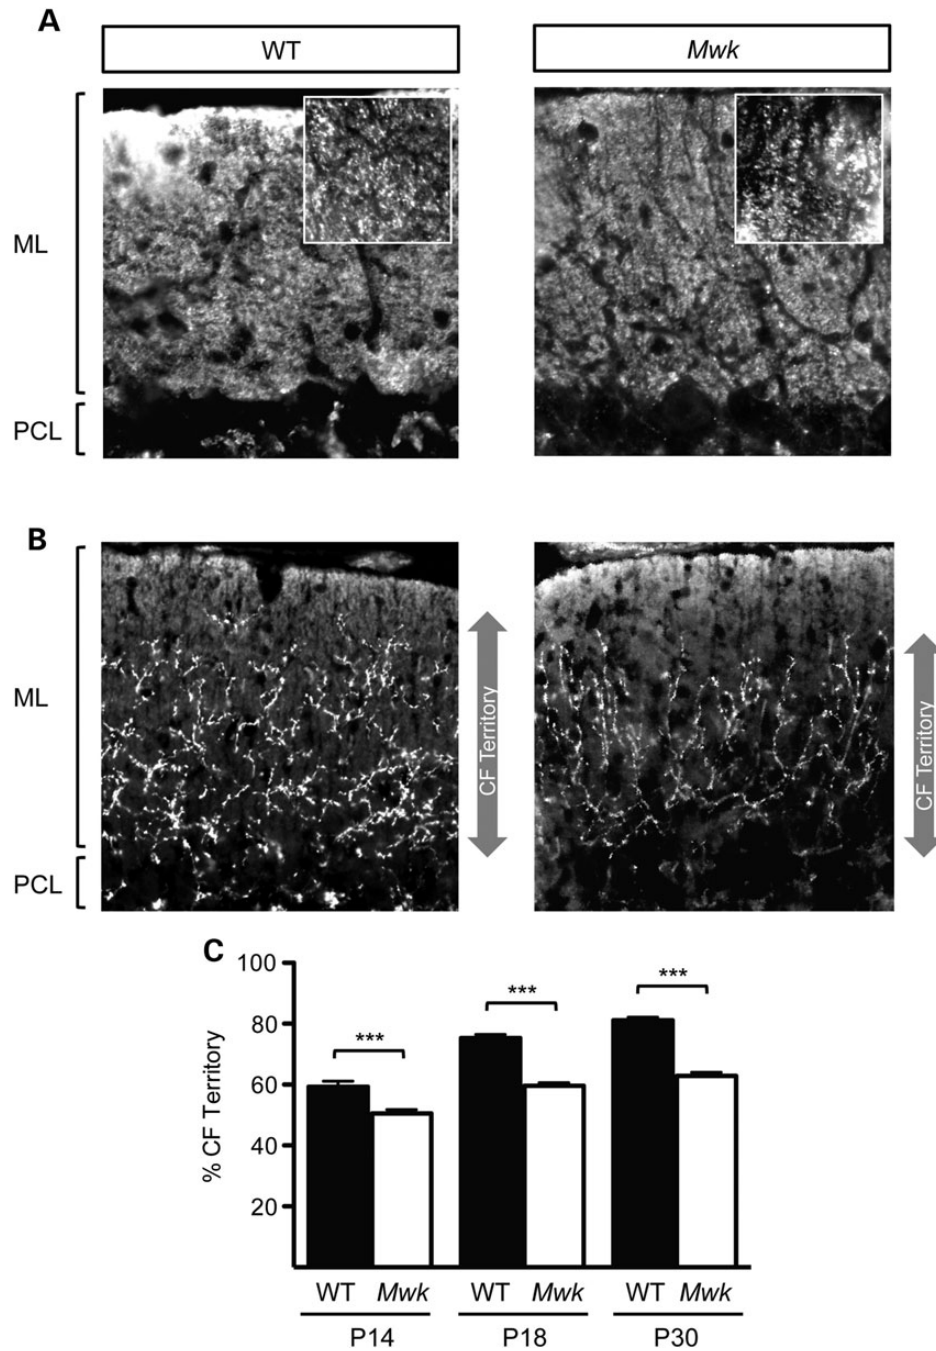 A
WT
Mwk
ML
PCL
B
ML
PCL
CF Territory
CF Territory
C
% CF Territory
100
80
60
40
20
***
***
***
WT Mwk WT Mwk WT Mwk
P14 P18 P30